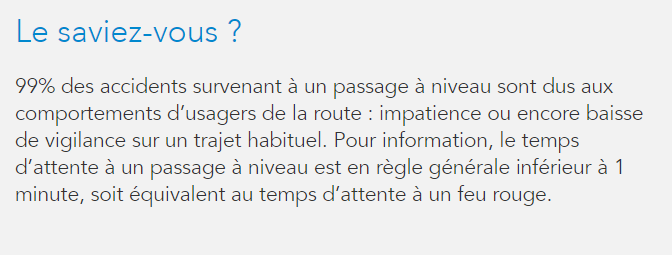 Le saviez-vous ?
99% des accidents survenant à un passage à niveau sont dus aux
comportements d’usagers de la route : impatience ou encore baisse
de vigilance sur un trajet habituel. Pour information, le temps
d’attente à un passage à niveau est en règle générale inférieur à 1
minute, soit équivalent au temps d’attente à un feu rouge.